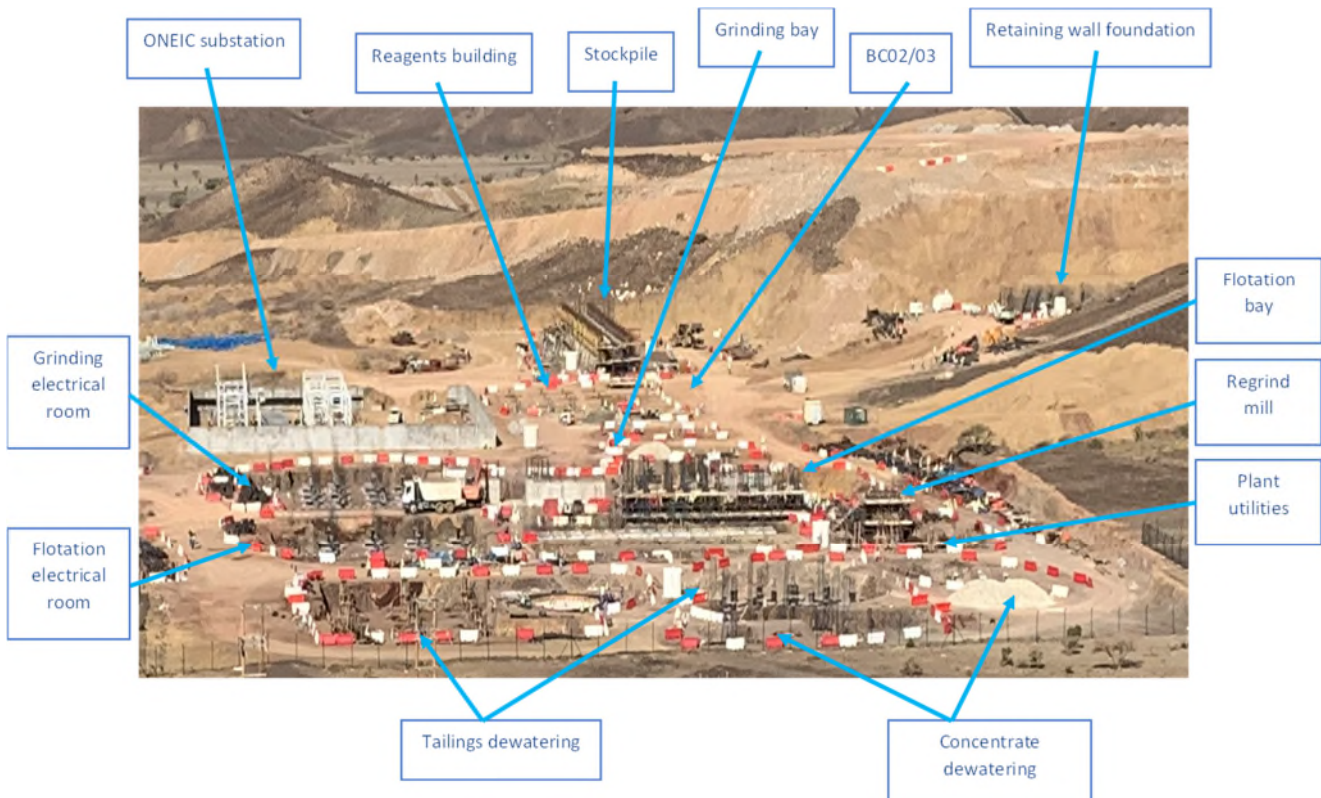 ONEIC substation
Reagents building
Stockpile
Grinding bay
BC02/03
Retaining wall foundation
Flotation
bay
Grinding
electrical
room
Regrind
mill
Plant
utilities
Flotation
electrical
room
Tailings dewatering
Concentrate
dewatering